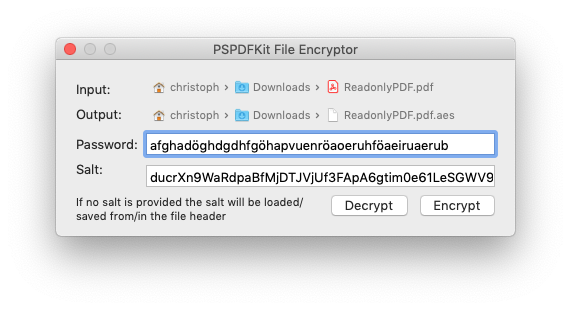 PSPDFKit File Encryptor
Input: christoph › Downloads › ReadonlyPDF.pdf
Output: christoph › Downloads › ReadonlyPDF.pdf.aes
Password: afghadöghdgdhfgöhapvuenröaoeruhföaeiruaerub
Salt: ducrXn9WaRdpaBfMjDTJVjUf3FApA6gtim0e61LeSGWV9
If no salt is provided the salt will be loaded/
saved from/in the file header
Decrypt Encrypt